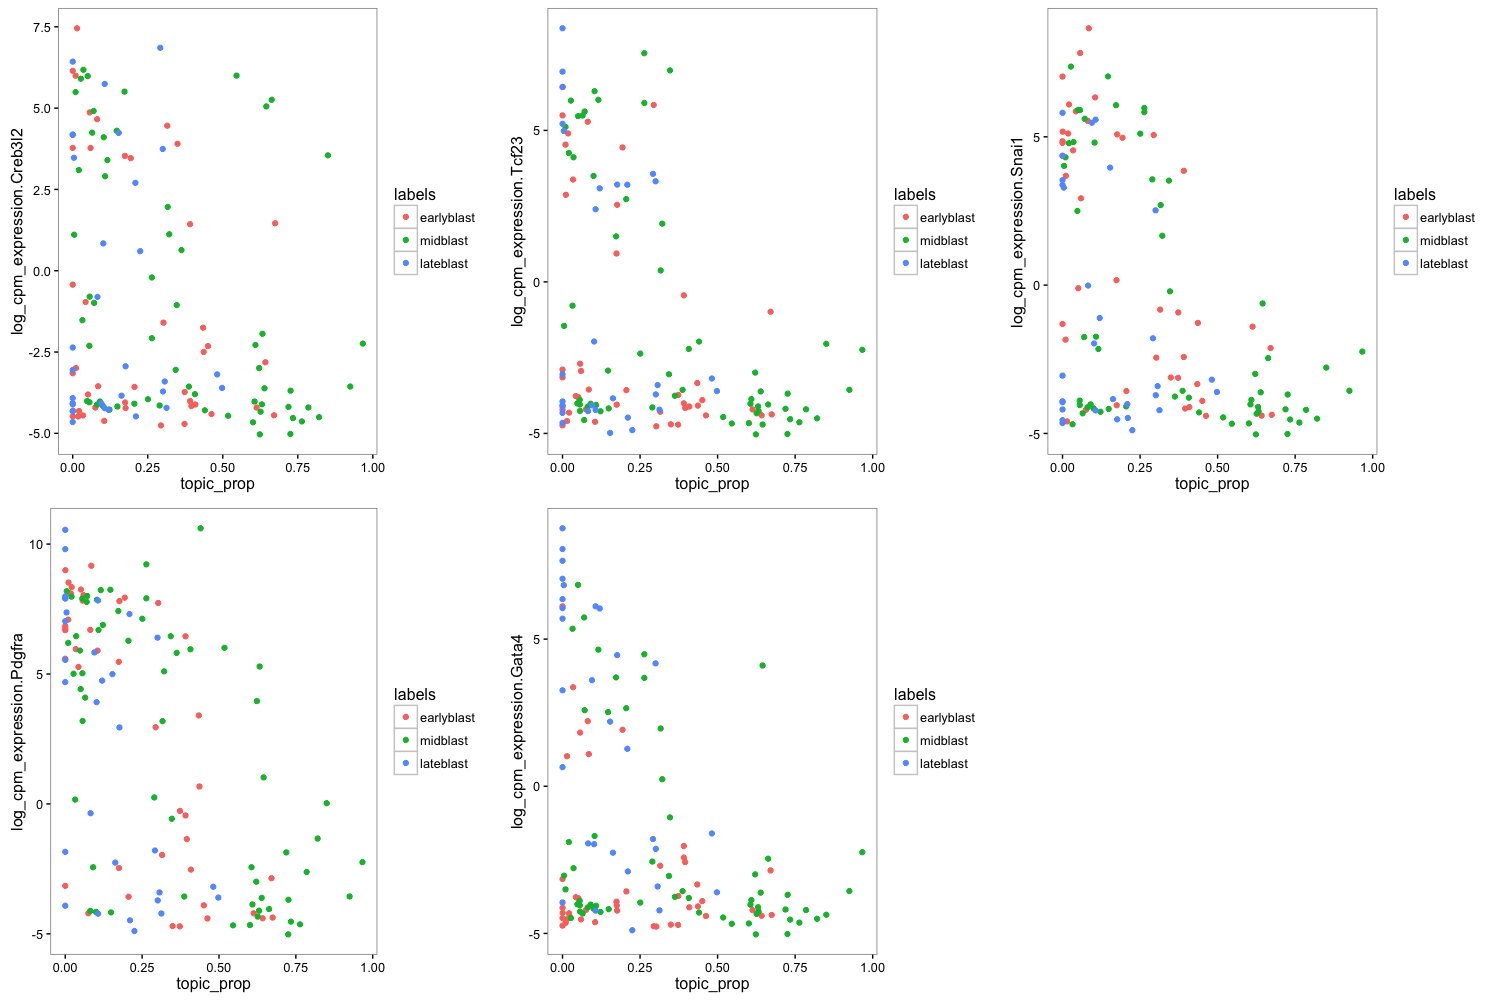 log_cpm_expression.Creb3l2
7.5
5.0
2.5
0.0
-2.5
-5.0
0.00 0.25 0.50 0.75 1.00
topic_prop
labels
earlyblast
midblast
lateblast
log_cpm_expression.Tcf23
5
0
-5
0.00 0.25 0.50 0.75 1.00
topic_prop
labels
earlyblast
midblast
lateblast
log_cpm_expression.Snai1
5
0
-5
0.00 0.25 0.50 0.75 1.00
topic_prop
labels
earlyblast
midblast
lateblast
log_cpm_expression.Pdgfra
10
5
0
-5
0.00 0.25 0.50 0.75 1.00
topic_prop
labels
earlyblast
midblast
lateblast
log_cpm_expression.Gata4
5
0
-5
0.00 0.25 0.50 0.75 1.00
topic_prop
labels
earlyblast
midblast
lateblast